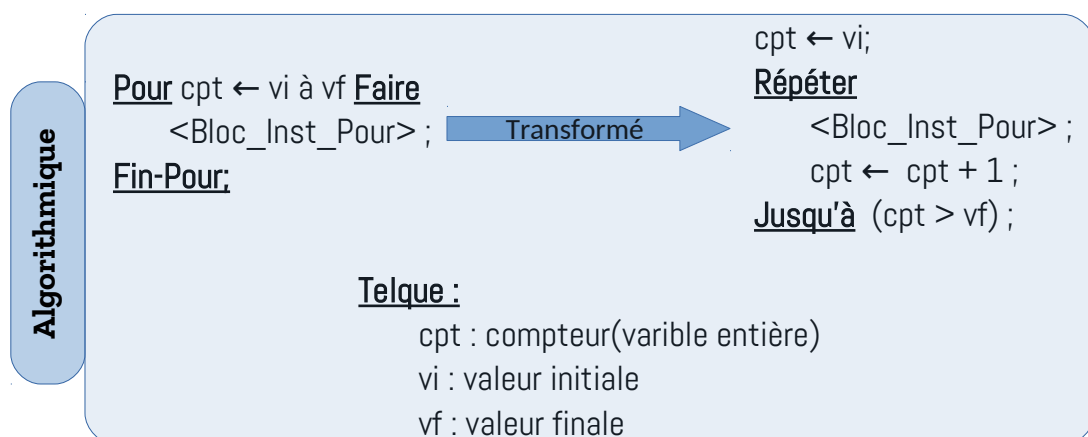 Algorithmique
Pour cpt ← vi à vf Faire
<Bloc_Inst_Pour> ;
Fin-Pour;
Transformé
cpt ← vi;
Répéter
<Bloc_Inst_Pour> ;
cpt ← cpt + 1 ;
Jusqu'à (cpt > vf) ;
Telque :
cpt : compteur(varible entière)
vi : valeur initiale
vf : valeur finale